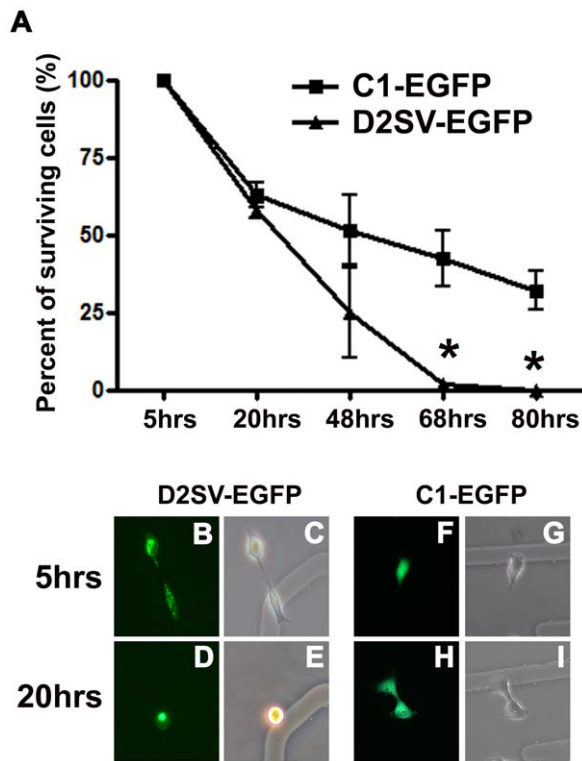 A
Percent of surviving cells (%)
100
75
50
25
0
C1-EGFP
D2SV-EGFP
*
*
5hrs 20hrs 48hrs 68hrs 80hrs
D2SV-EGFP C1-EGFP
5hrs B C F G
20hrs D E H I